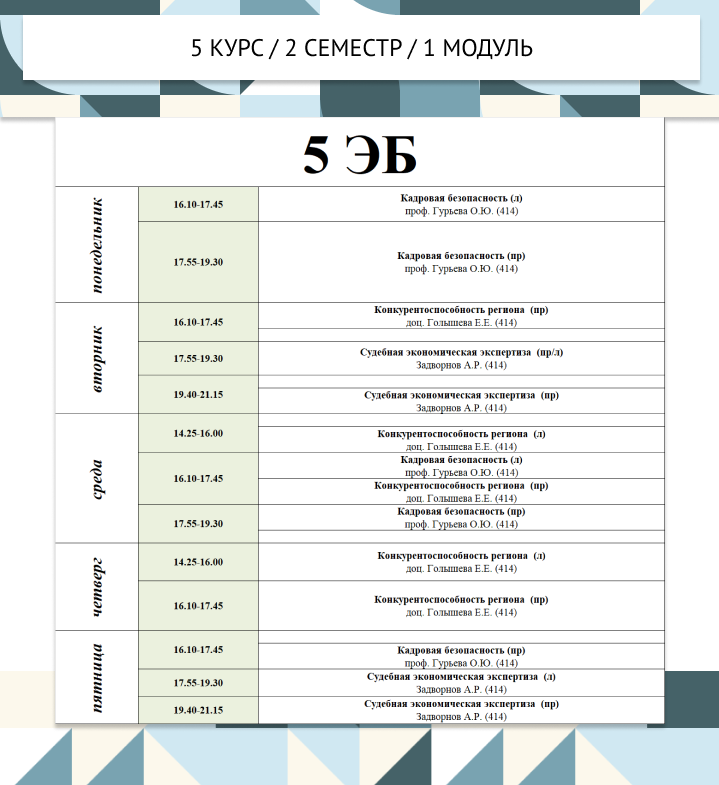 5 КУРС / 2 СЕМЕСТР / 1 МОДУЛЬ
5 ЭБ
понедельник
16.10-17.45
Кадровая безопасность (л)
проф. Гурьева О.Ю. (414)
17.55-19.30
Кадровая безопасность (пр)
проф. Гурьева О.Ю. (414)
вторник
16.10-17.45
Конкурентоспособность региона (пр)
доц. Голышева Е.Е. (414)
17.55-19.30
Судебная экономическая экспертиза (пр/л)
Задворнов А.Р. (414)
19.40-21.15
Судебная экономическая экспертиза (пр)
Задворнов А.Р. (414)
среда
14.25-16.00
Конкурентоспособность региона (л)
доц. Голышева Е.Е. (414)
16.10-17.45
Кадровая безопасность (л)
проф. Гурьева О.Ю. (414)
Конкурентоспособность региона (пр)
доц. Голышева Е.Е. (414)
17.55-19.30
Кадровая безопасность (пр)
проф. Гурьева О.Ю. (414)
четверг
14.25-16.00
Конкурентоспособность региона (л)
доц. Голышева Е.Е. (414)
16.10-17.45
Конкурентоспособность региона (пр)
доц. Голышева Е.Е. (414)
пятница
16.10-17.45
Кадровая безопасность (пр)
проф. Гурьева О.Ю. (414)
17.55-19.30
Судебная экономическая экспертиза (л)
Задворнов А.Р. (414)
19.40-21.15
Судебная экономическая экспертиза (пр)
Задворнов А.Р. (414)